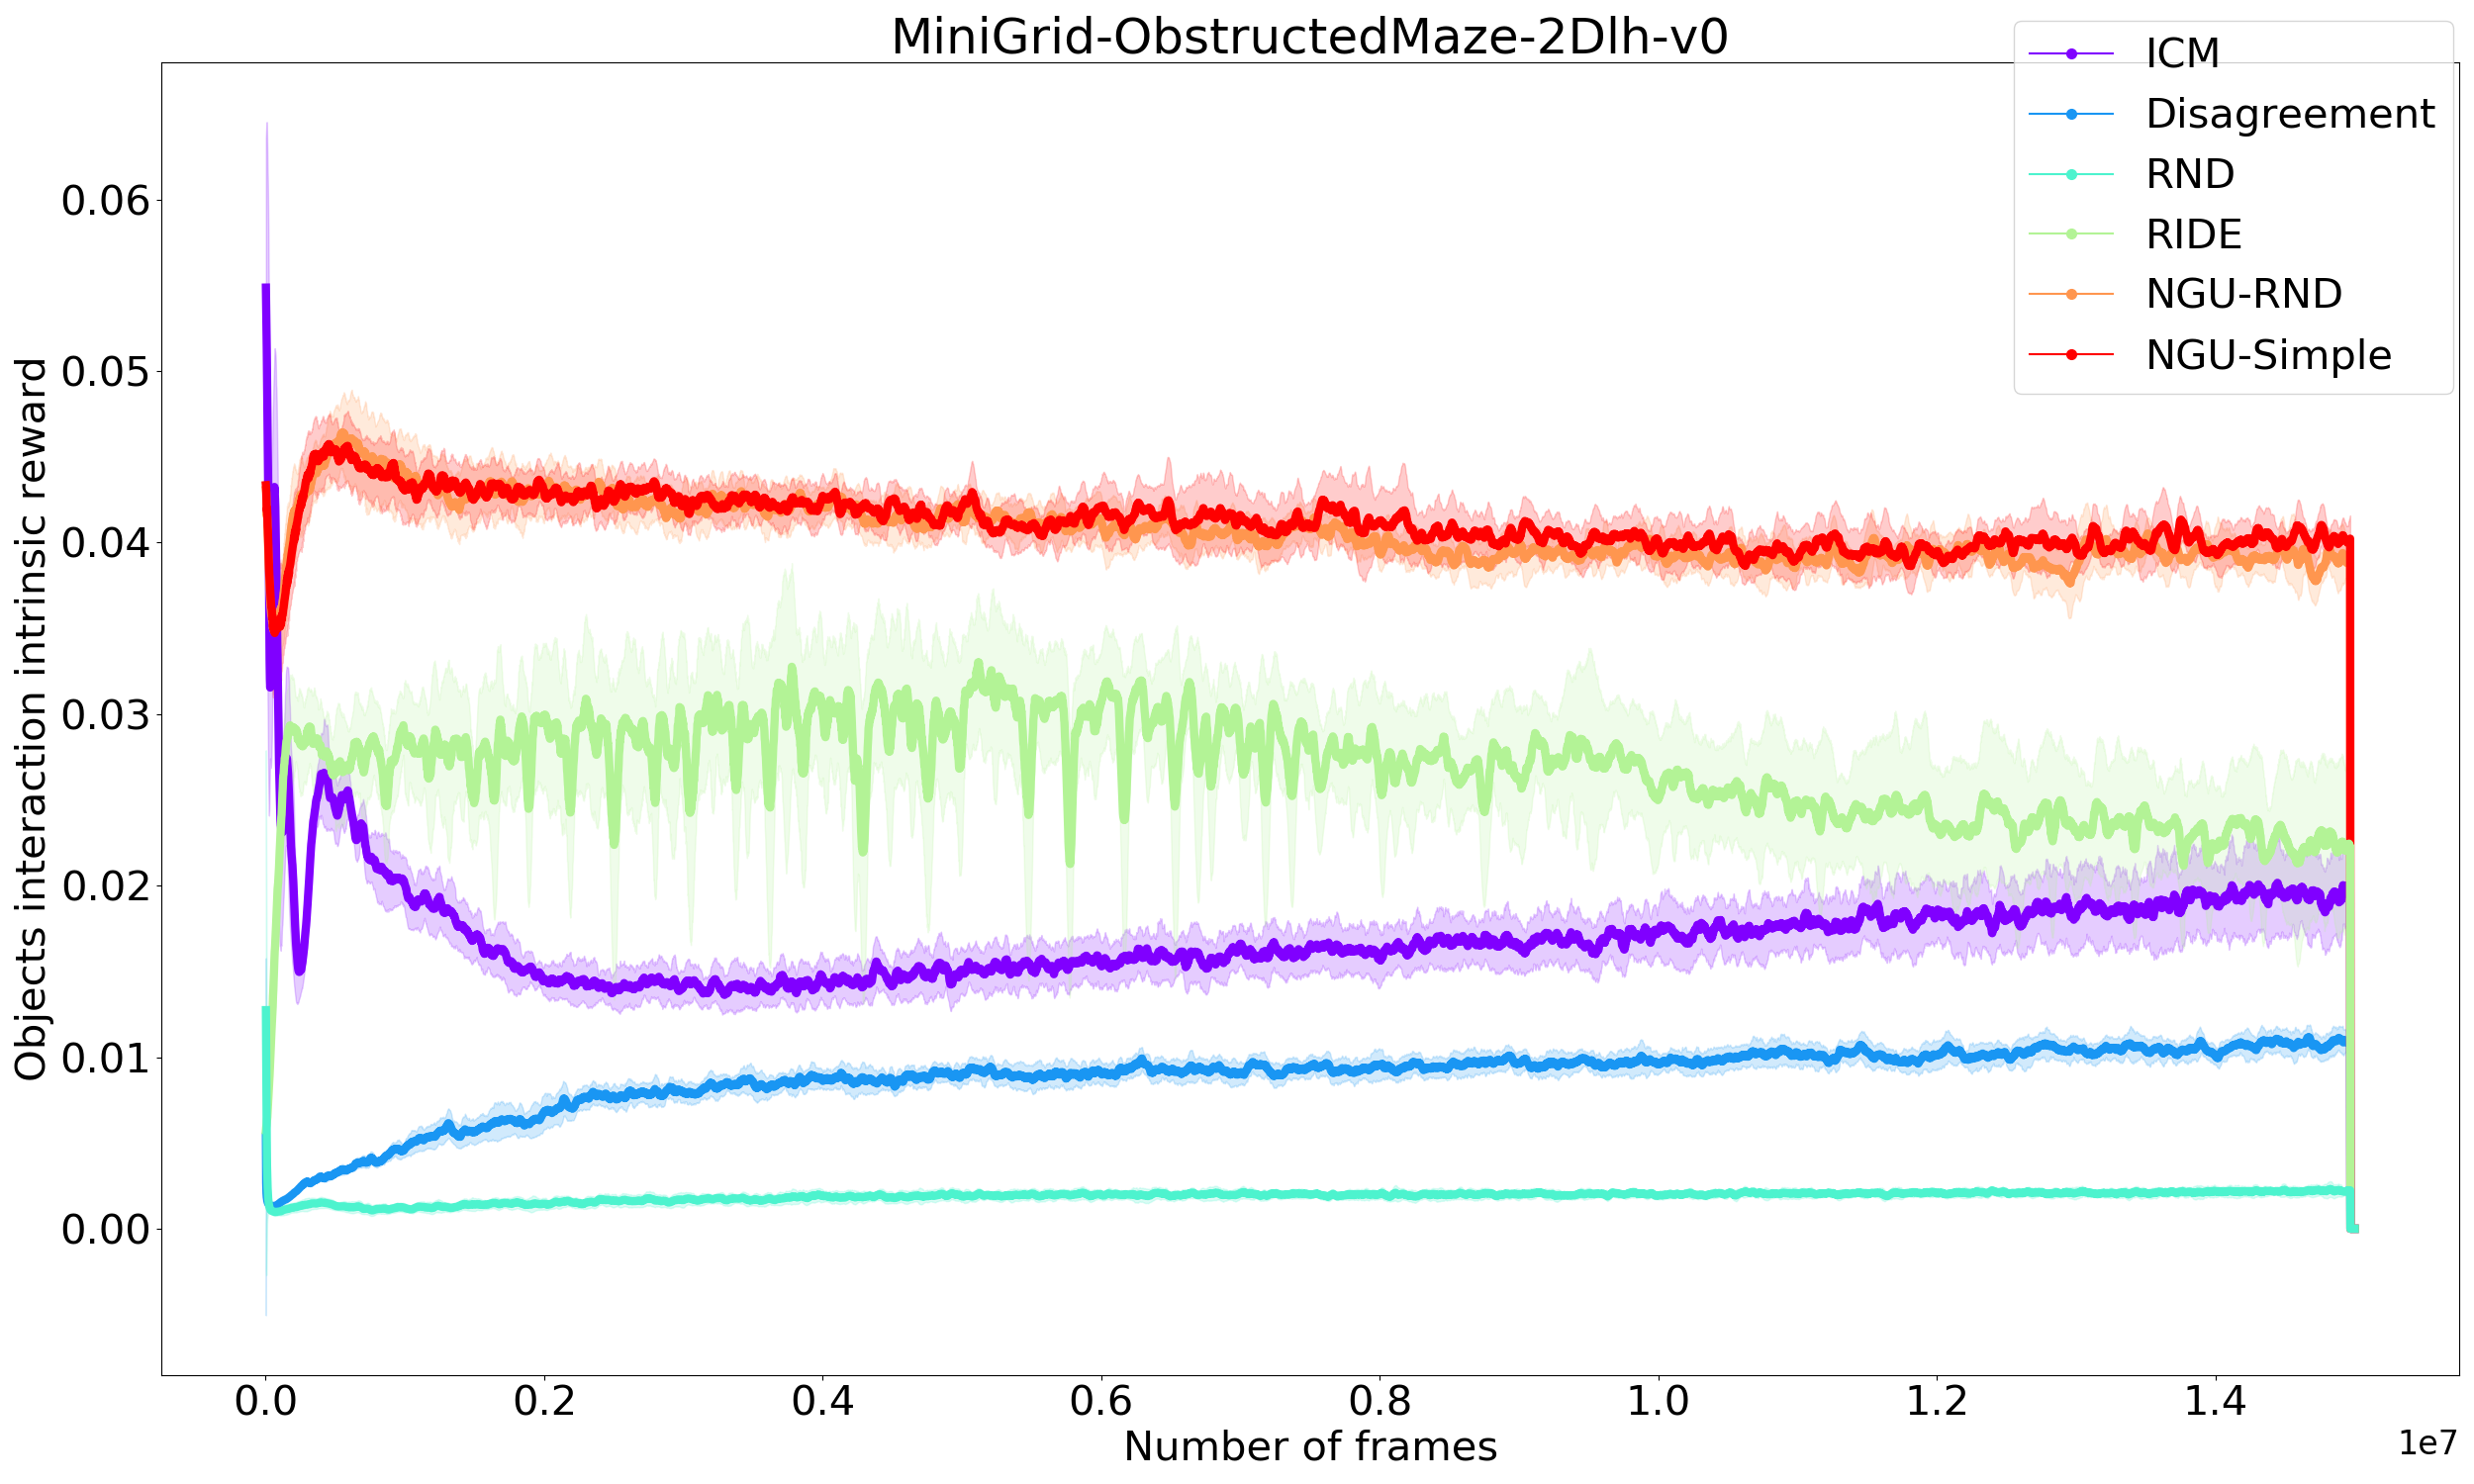 MiniGrid-ObstructedMaze-2Dlh-v0
ICM
Disagreement
RND
RIDE
NGU-RND
NGU-Simple
Objects interaction intrinsic reward
0.06
0.05
0.04
0.03
0.02
0.01
0.00
0.0 0.2 0.4 0.6 0.8 1.0 1.2 1.4
1e7
Number of frames